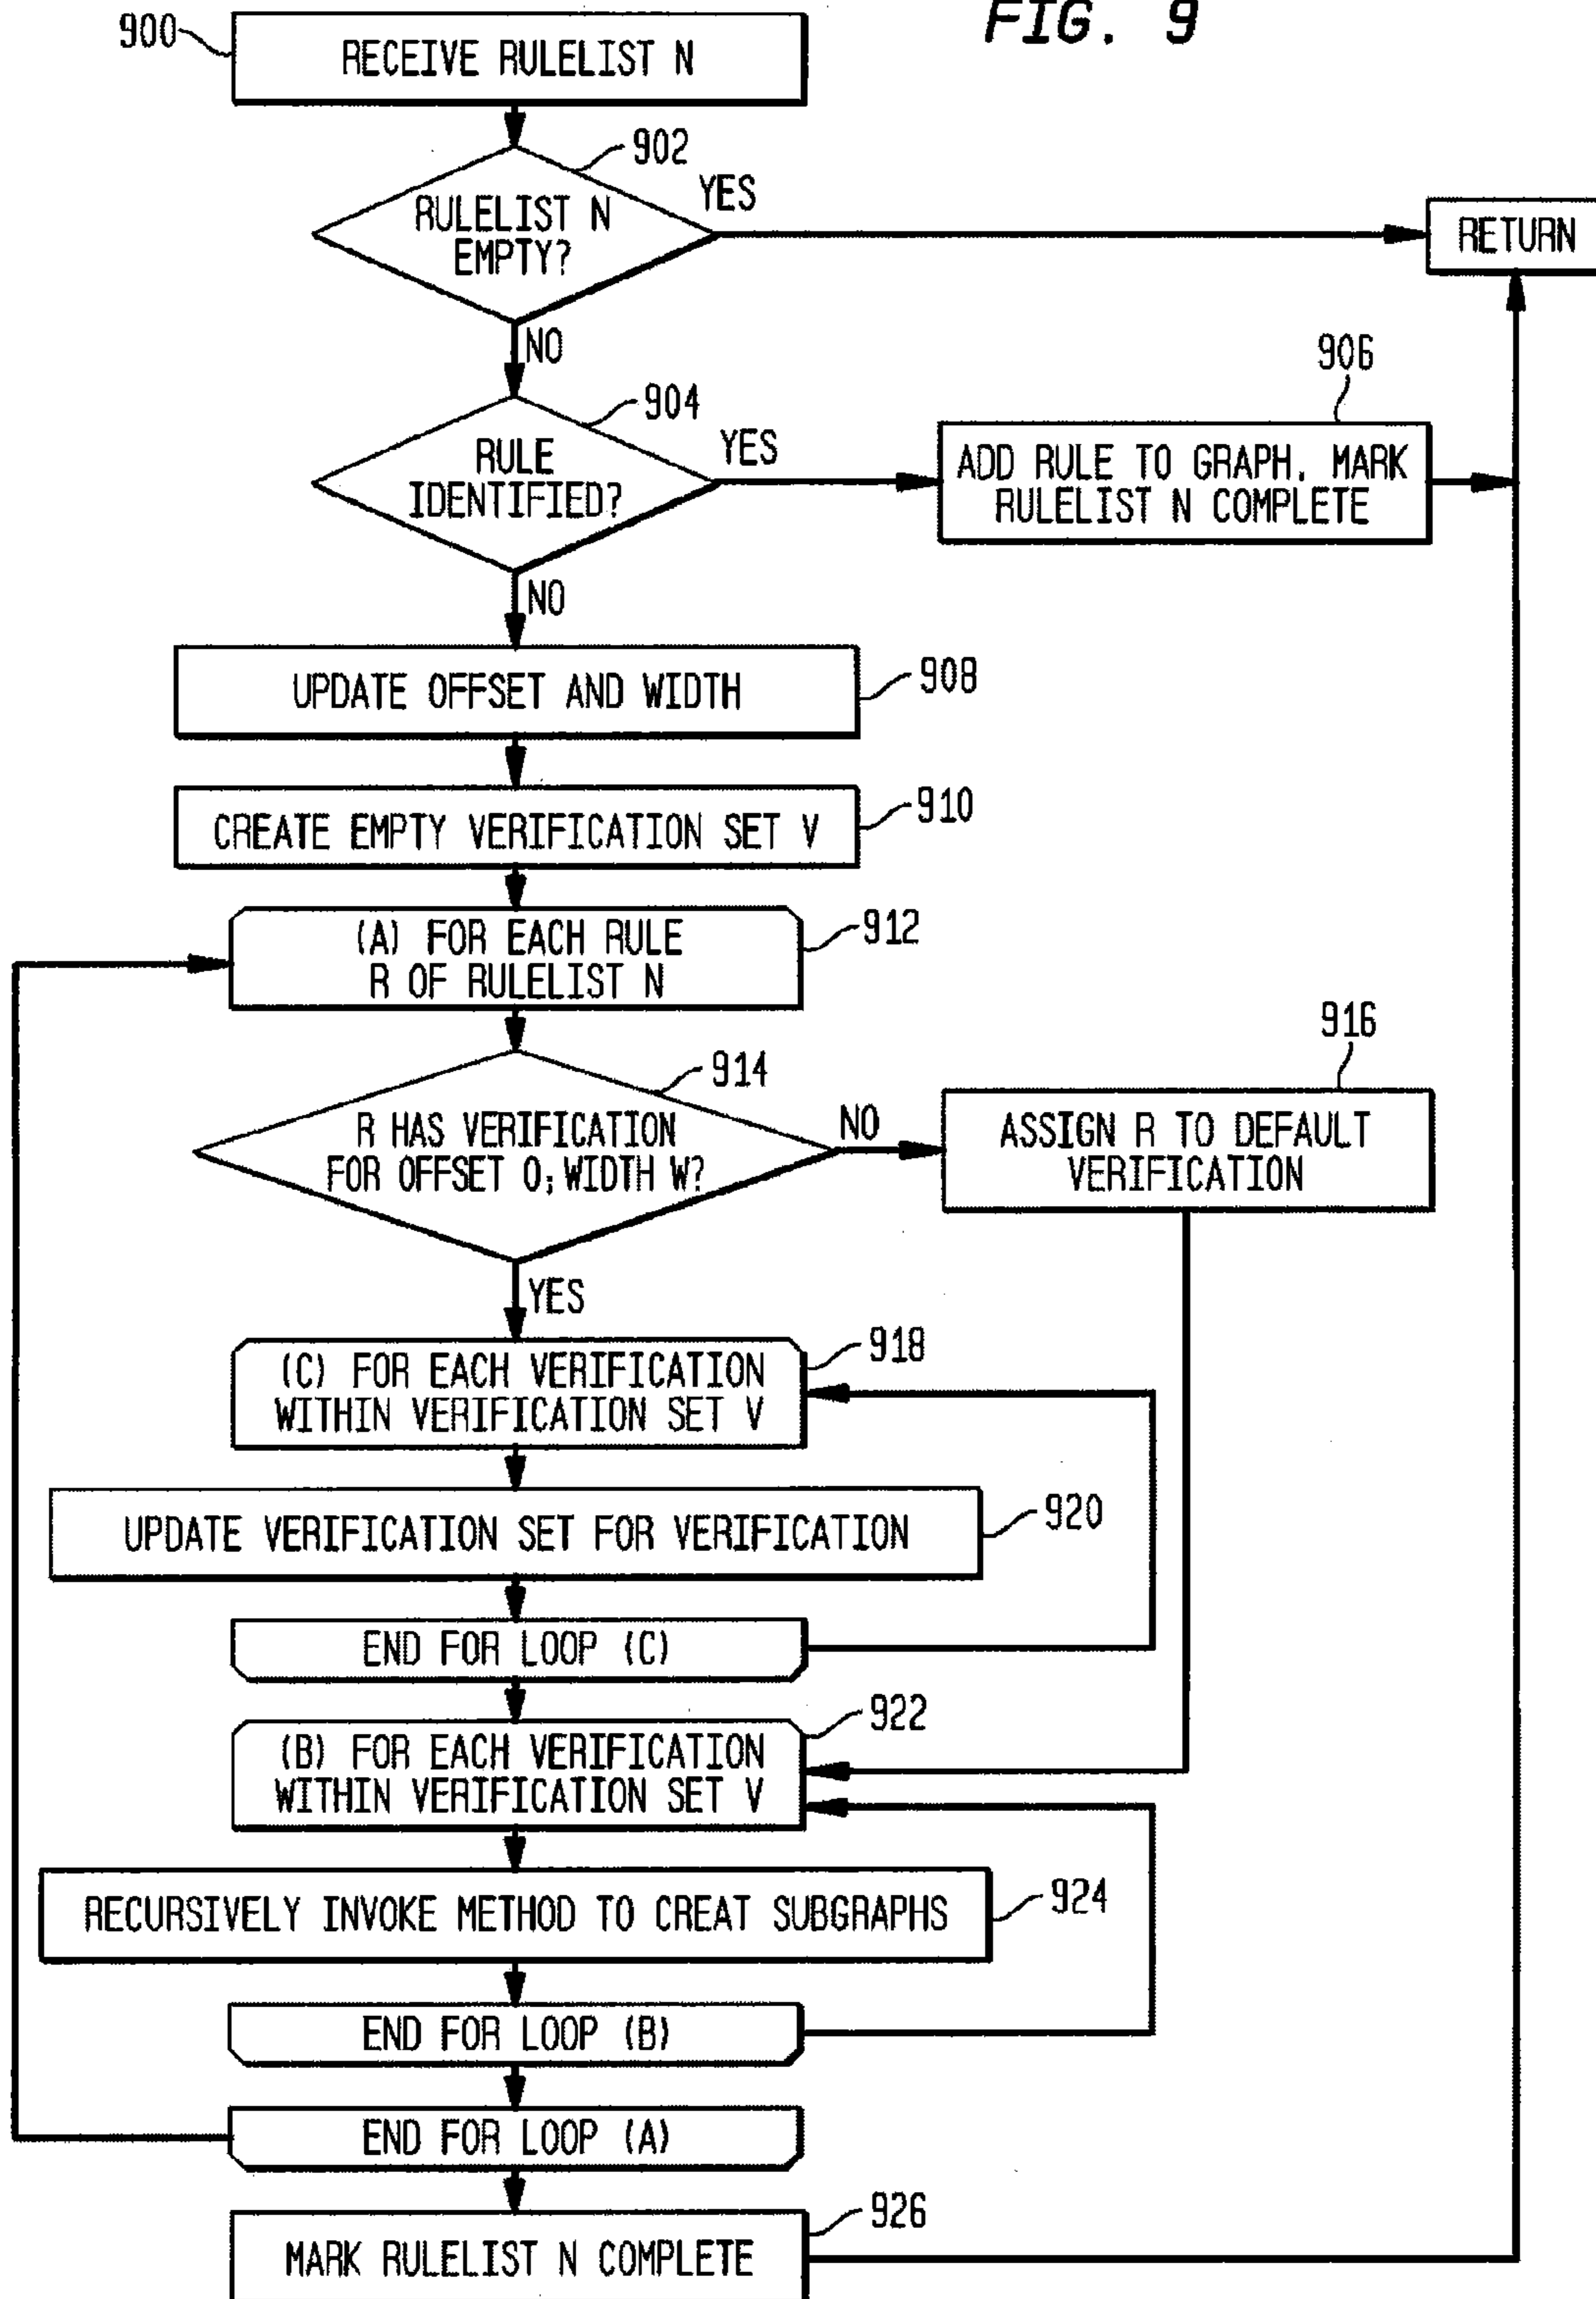 FIG. 9
900
RECEIVE RULELIST N
902
RULELIST N
EMPTY?
YES
RETURN
NO
904
RULE
IDENTIFIED?
YES
906
ADD RULE TO GRAPH. MARK
RULELIST N COMPLETE
NO
UPDATE OFFSET AND WIDTH
908
CREATE EMPTY VERIFICATION SET V
910
(A) FOR EACH RULE
R OF RULELIST N
912
914
R HAS VERIFICATION
FOR OFFSET O; WIDTH W?
NO
916
ASSIGN R TO DEFAULT
VERIFICATION
YES
918
(C) FOR EACH VERIFICATION
WITHIN VERIFICATION SET V
UPDATE VERIFICATION SET FOR VERIFICATION
920
END FOR LOOP (C)
922
(B) FOR EACH VERIFICATION
WITHIN VERIFICATION SET V
RECURSIVELY INVOKE METHOD TO CREAT SUBGRAPHS
924
END FOR LOOP (B)
END FOR LOOP (A)
926
MARK RULELIST N COMPLETE